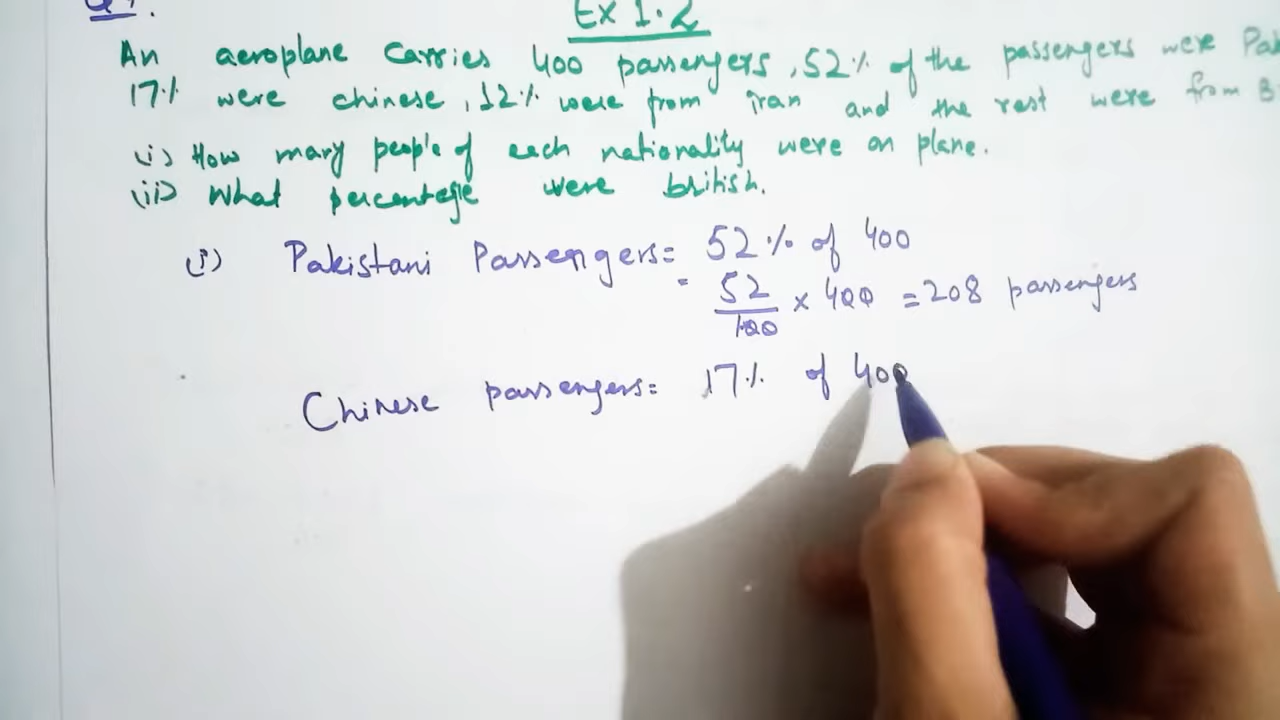 Ex 1.2
An aeroplane Carries 400 passengers, 52% of the passengers were
17% were chinese, 12% were from iran and the rest were from
(i) How many people of each nationality were on plane.
(ii) What percentage were british.
(i) Pakistani Passengers = 52% of 400
= 52/100 × 400 = 208 passengers
Chinese passengers = 17% of 400